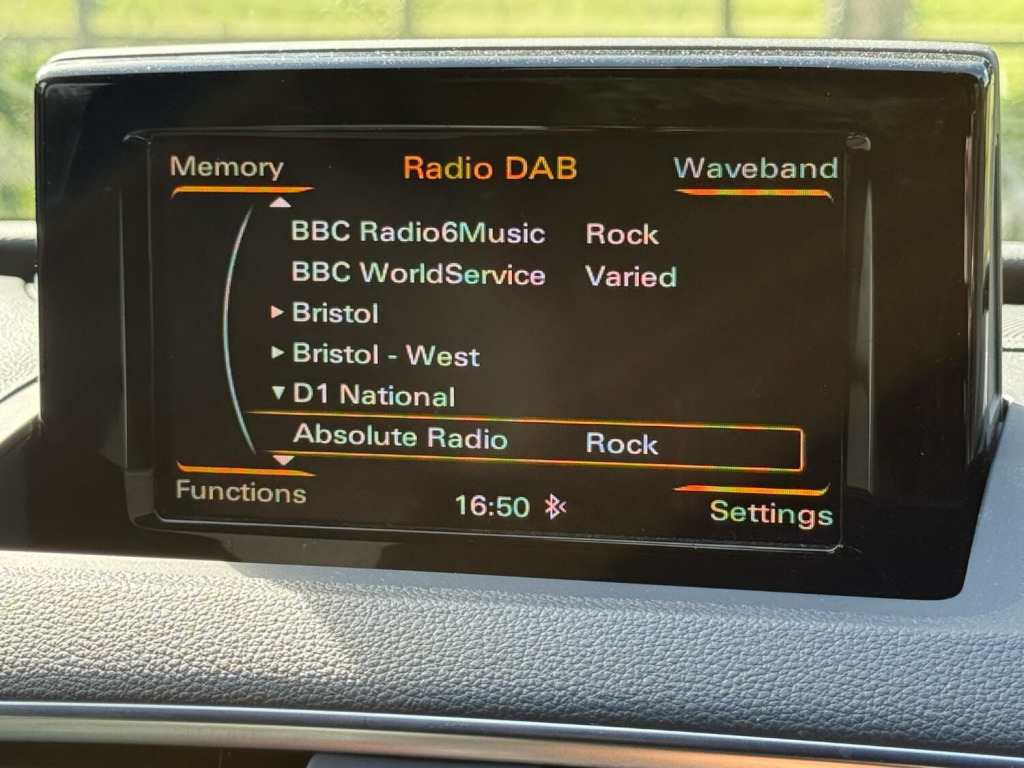 Memory Radio DAB Waveband
BBC Radio6Music Rock
BBC WorldService Varied
Bristol
Bristol - West
D1 National
Absolute Radio Rock
Functions 16:50 Settings